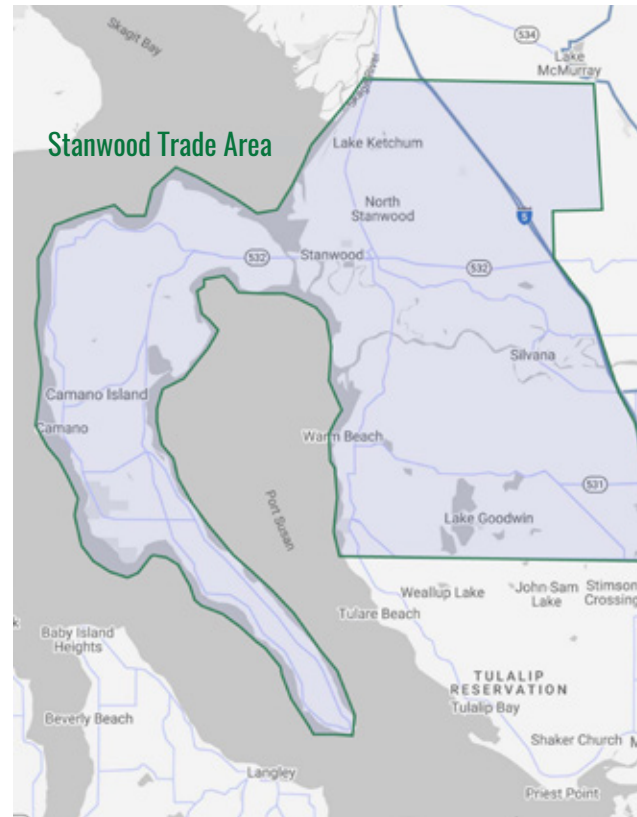 Skagit Bay
534
Lake
McMurray
Skagit River
Stanwood Trade Area
Lake Ketchum
North
Stanwood
5
Stanwood
532
532
Silvana
Camano Island
Camano
Warm Beach
531
Port Susan
Lake Goodwin
Weallup Lake
John Sam
Lake
Stimson
Crossing
Tulare Beach
Baby Island
Heights
TULALIP
RESERVATION
Tulalip Bay
Beverly Beach
Shaker Church
Langley
Priest Point